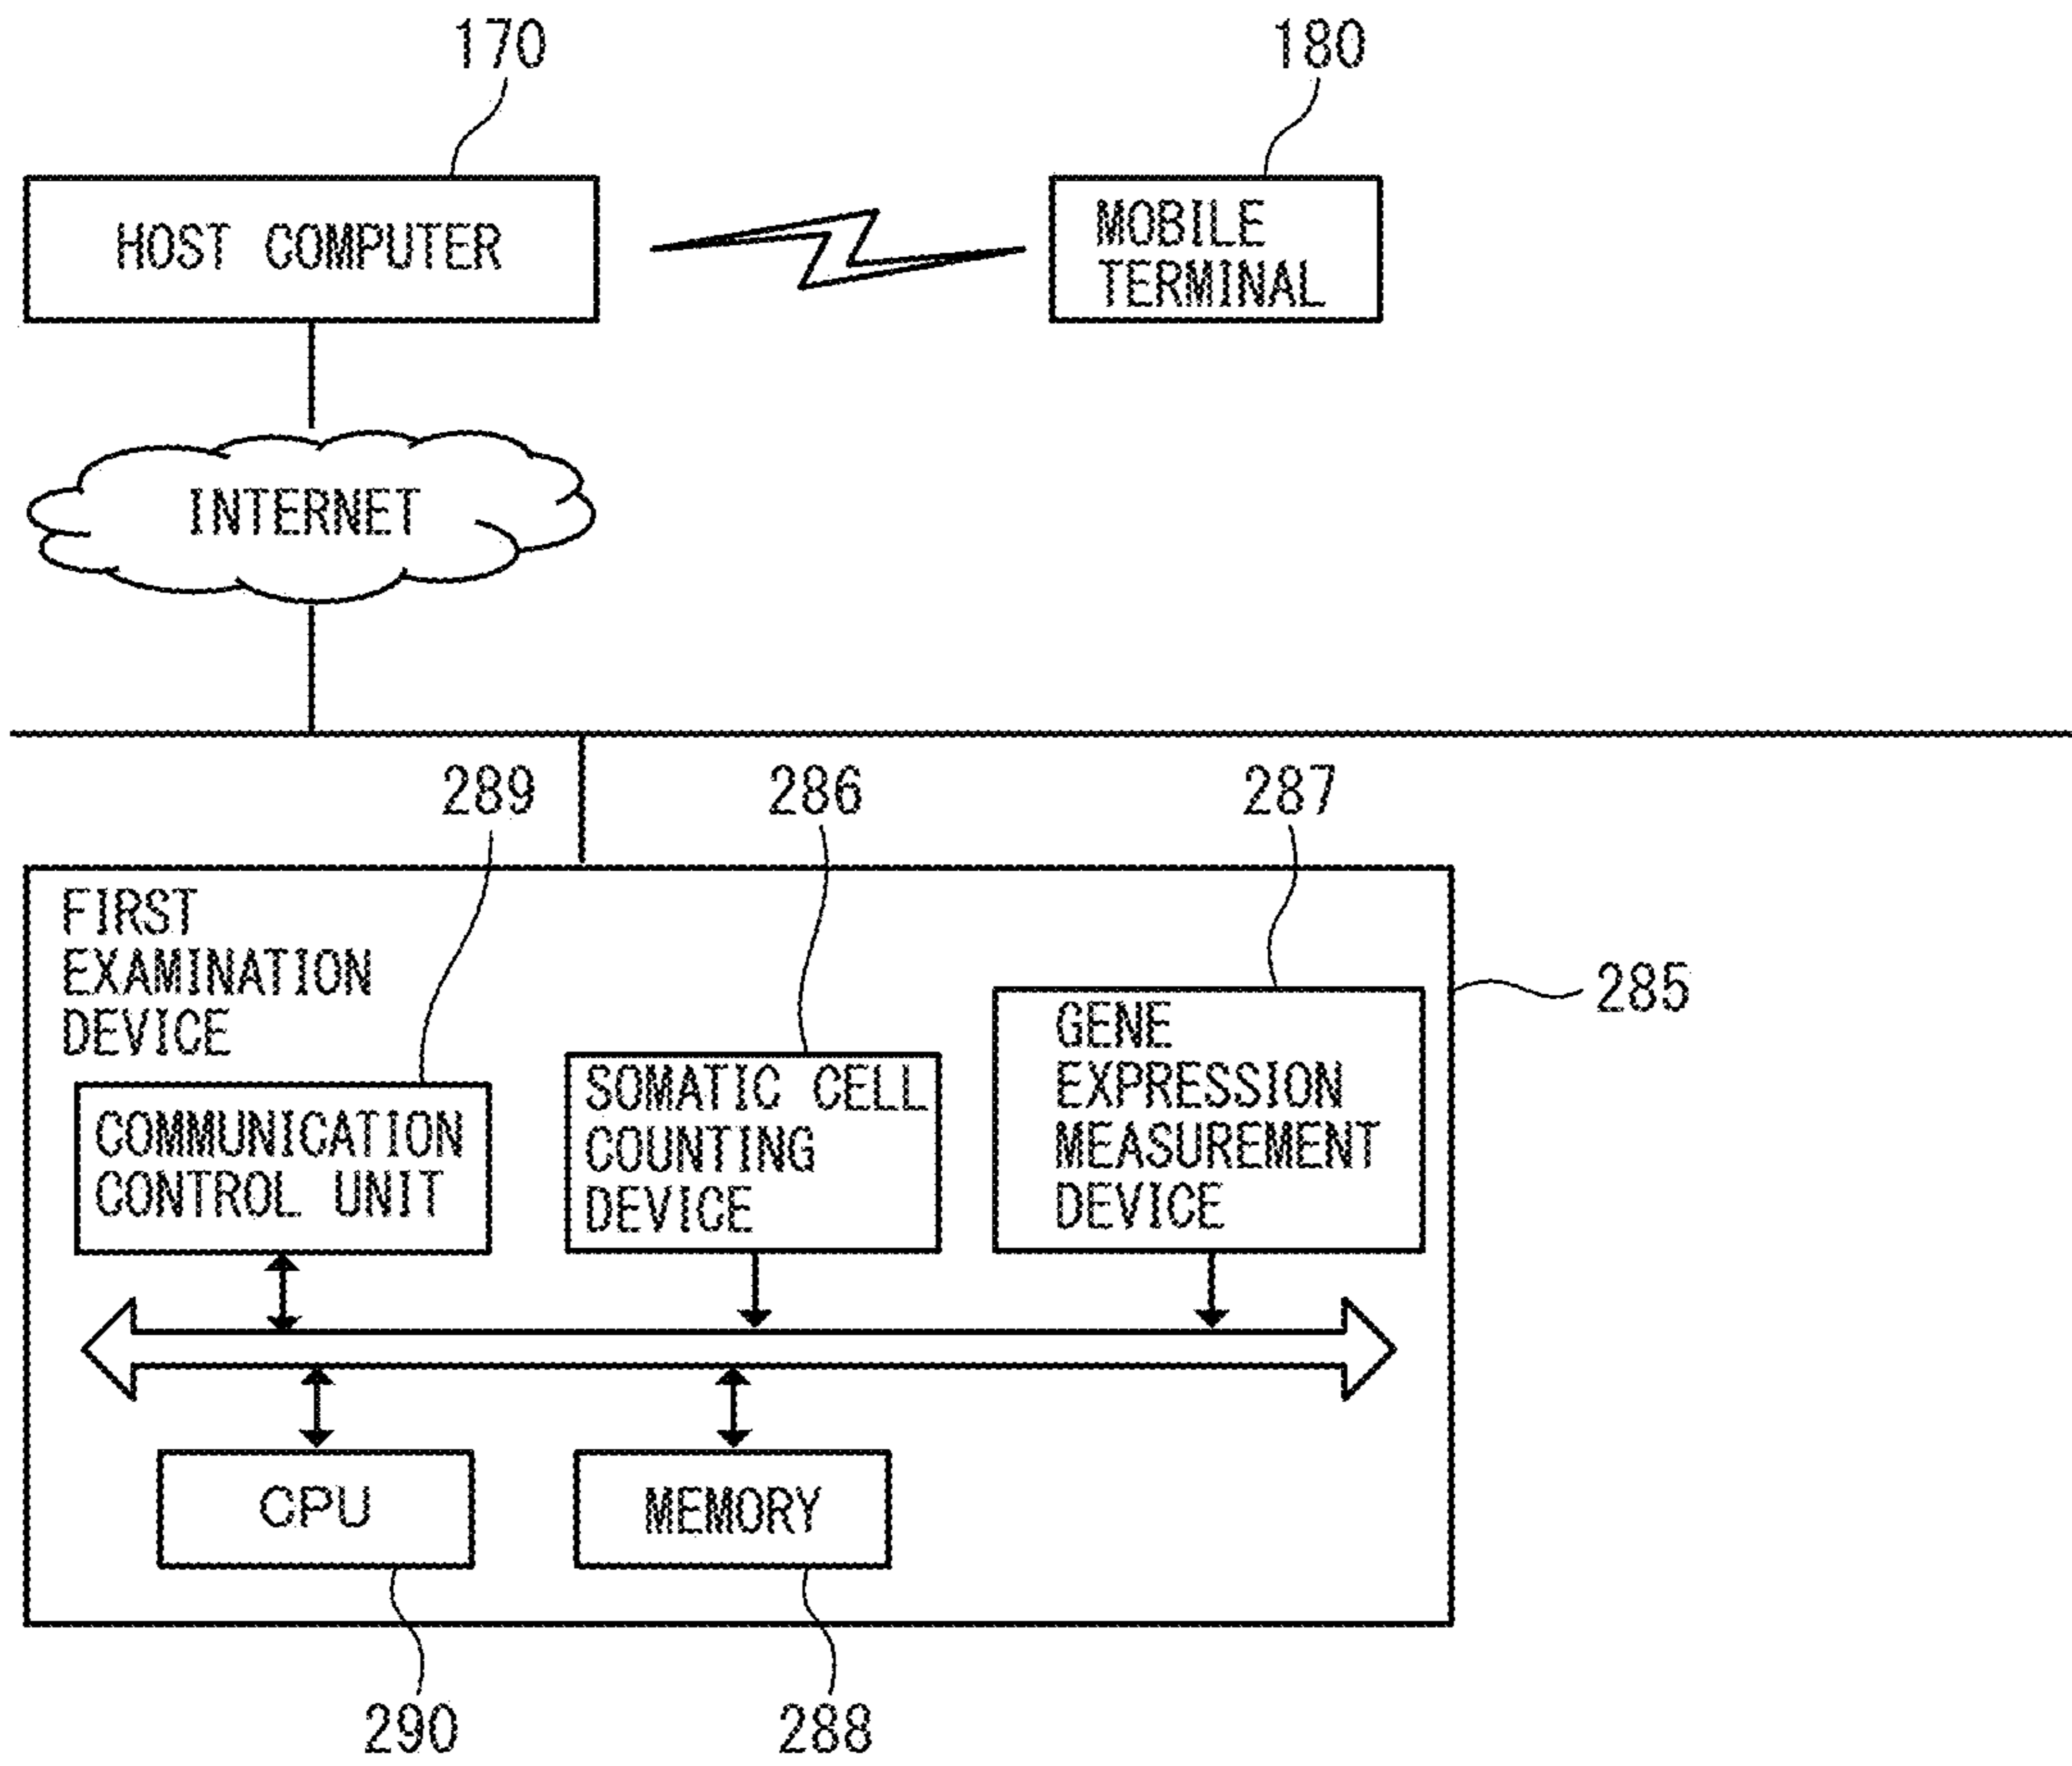 170
180
HOST COMPUTER
MOBILE
TERMINAL
INTERNET
289
286
287
FIRST
EXAMINATION
DEVICE
285
COMMUNICATION
CONTROL UNIT
SOMATIC CELL
COUNTING
DEVICE
GENE
EXPRESSION
MEASUREMENT
DEVICE
CPU
MEMORY
290
288